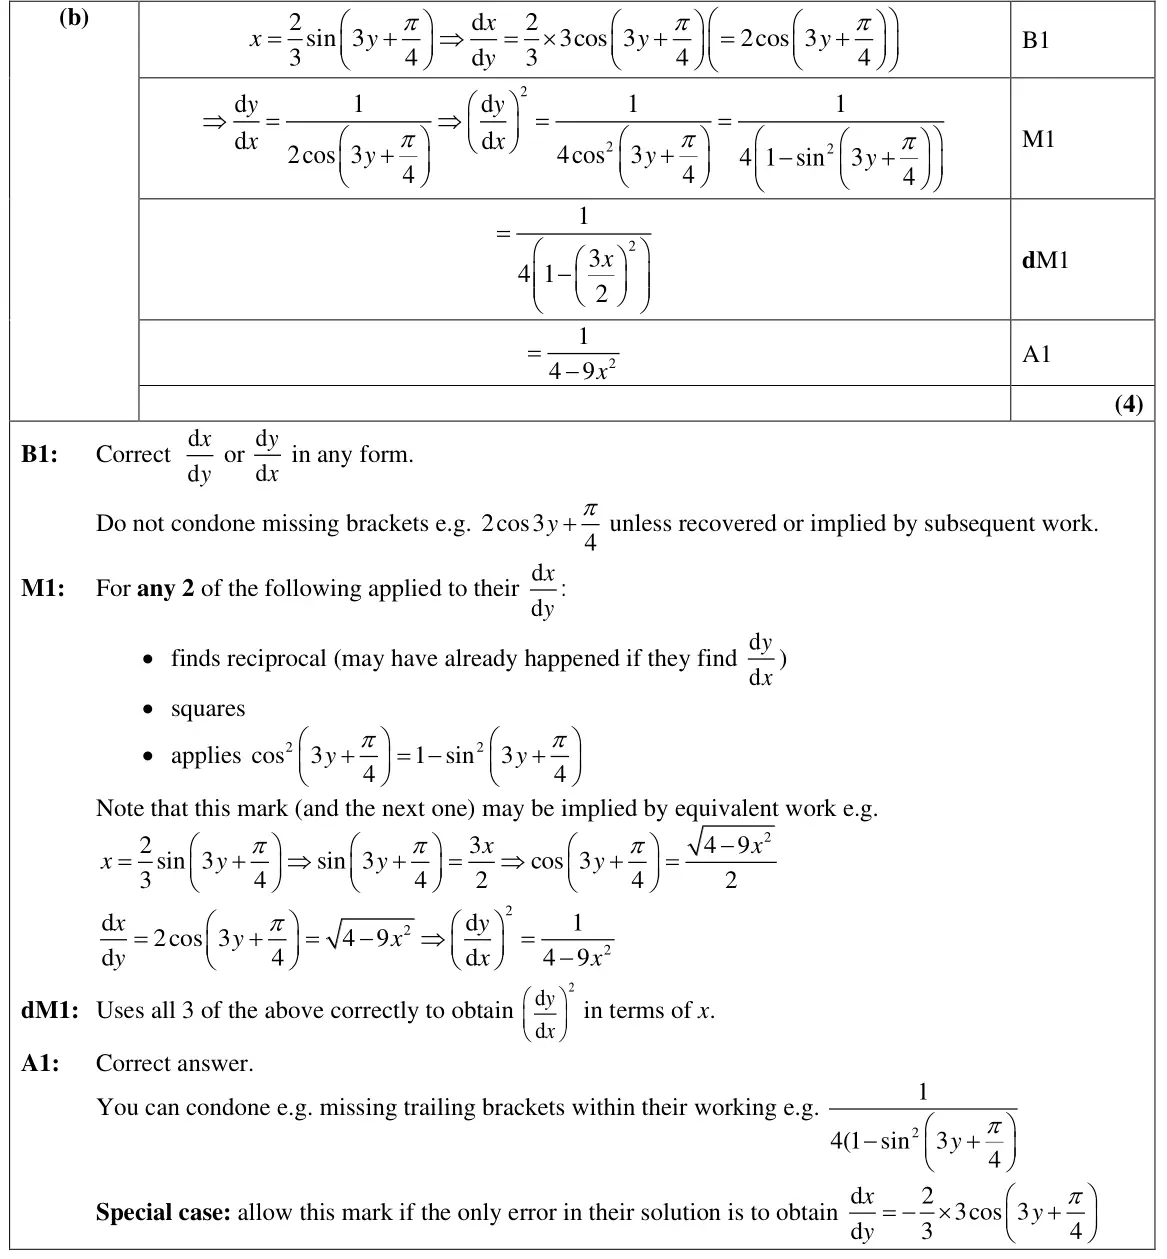 (b) x = 2/3 sin(3y + π/4) ⇒ dx/dy = 2/3 × 3cos(3y + π/4) (= 2cos(3y + π/4)) B1
⇒ dy/dx = 1/(2cos(3y + π/4)) ⇒ (dy/dx)² = 1/(4cos²(3y + π/4)) = 1/(4(1 − sin²(3y + π/4))) M1
= 1/(4(1 − (3x/2)²)) dM1
= 1/(4 − 9x²) A1
(4)
B1: Correct dx/dy or dy/dx in any form.
Do not condone missing brackets e.g. 2cos3y + π/4 unless recovered or implied by subsequent work.
M1: For any 2 of the following applied to their dx/dy:
• finds reciprocal (may have already happened if they find dy/dx)
• squares
• applies cos²(3y + π/4) = 1 − sin²(3y + π/4)
Note that this mark (and the next one) may be implied by equivalent work e.g.
x = 2/3 sin(3y + π/4) ⇒ sin(3y + π/4) = 3x/2 ⇒ cos(3y + π/4) = √(4 − 9x²)/2
dx/dy = 2cos(3y + π/4) = √(4 − 9x²) ⇒ (dy/dx)² = 1/(4 − 9x²)
dM1: Uses all 3 of the above correctly to obtain (dy/dx)² in terms of x.
A1: Correct answer.
You can condone e.g. missing trailing brackets within their working e.g. 1/(4(1 − sin²(3y + π/4)
Special case: allow this mark if the only error in their solution is to obtain dx/dy = − 2/3 × 3cos(3y + π/4)